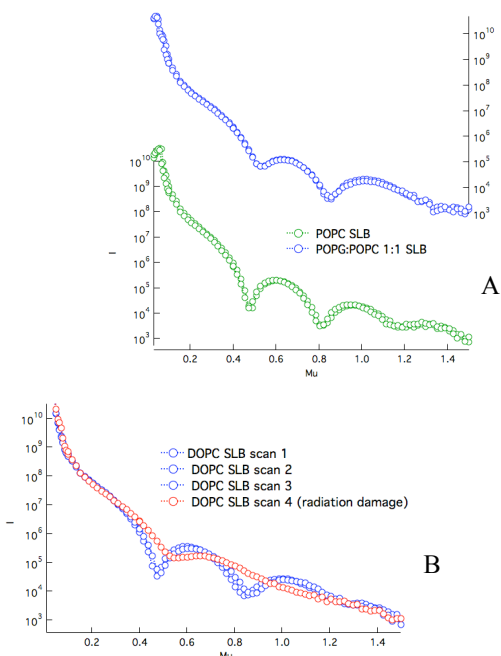 10^10
10^9
10^8
10^7
10^6
10^5
10^4
10^3
10^10
10^9
10^8
10^7
10^6
10^5
10^4
10^3
I
POPC SLB
POPG:POPC 1:1 SLB
A
0.2 0.4 0.6 0.8 1.0 1.2 1.4
Mu
10^10
10^9
10^8
10^7
10^6
10^5
10^4
10^3
I
DOPC SLB scan 1
DOPC SLB scan 2
DOPC SLB scan 3
DOPC SLB scan 4 (radiation damage)
B
0.2 0.4 0.6 0.8 1.0 1.2 1.4
Mu